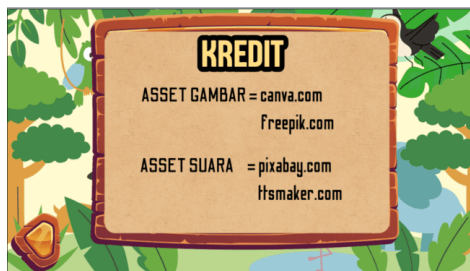 KREDIT
ASSET GAMBAR = canva.com
freepik.com
ASSET SUARA = pixabay.com
ttsmaker.com